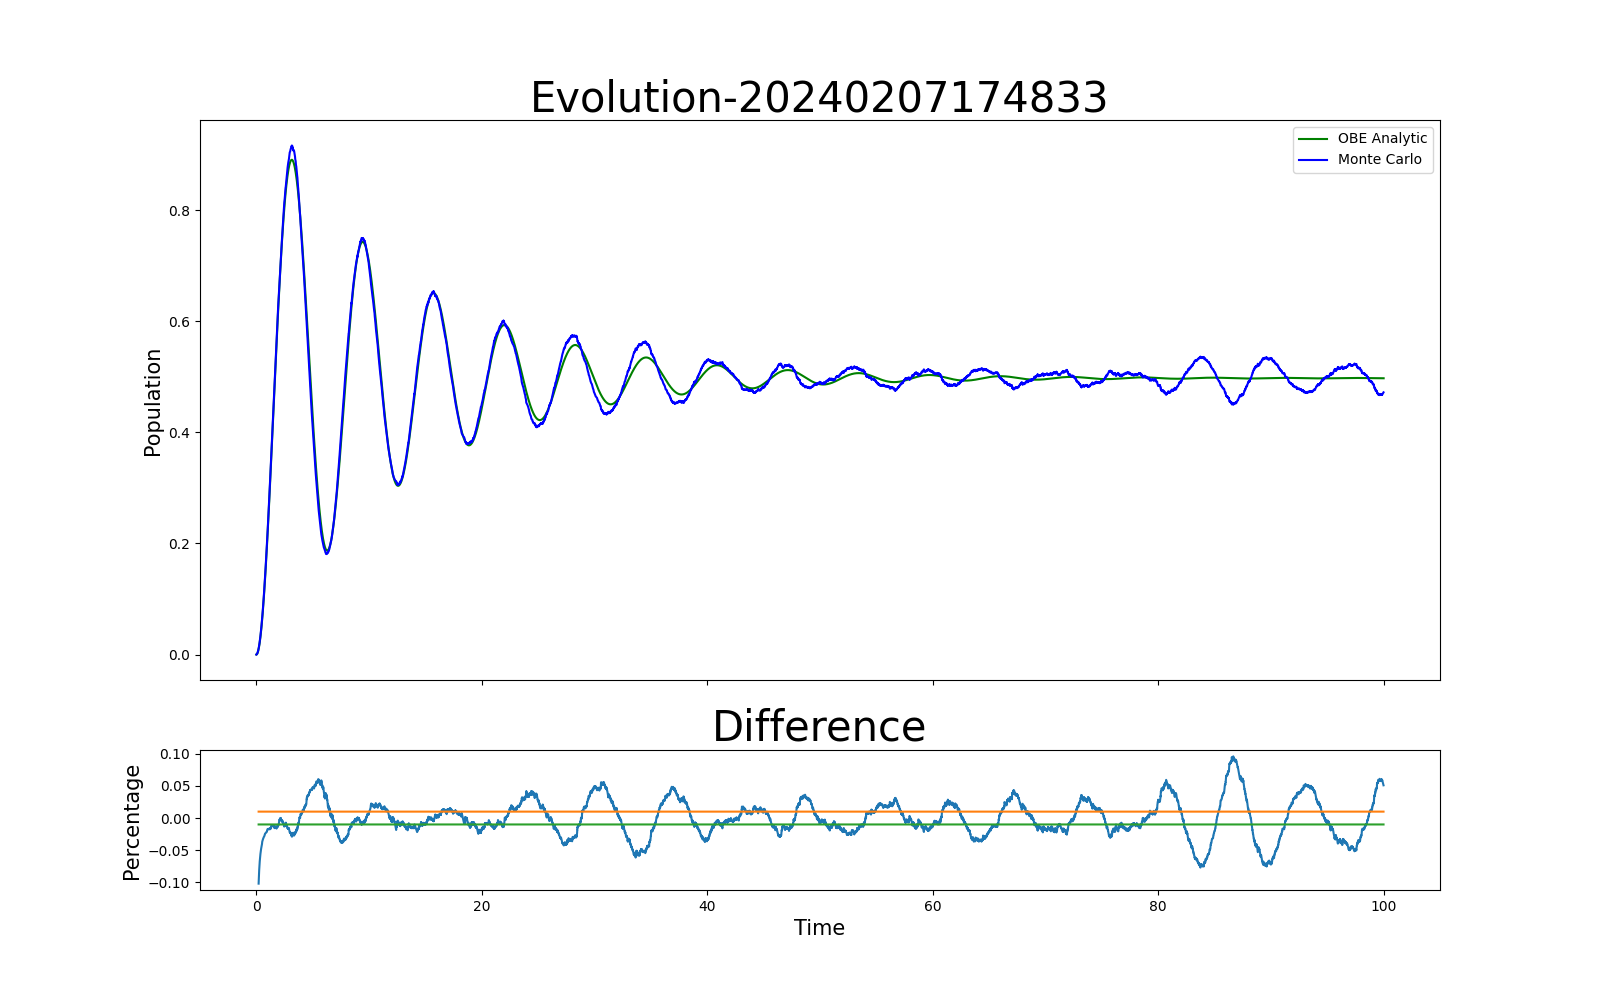 Evolution-20240207174833
OBE Analytic
Monte Carlo
Population
0.8
0.6
0.4
0.2
0.0
Difference
Percentage
0.10
0.05
0.00
−0.05
−0.10
0 20 40 60 80 100
Time